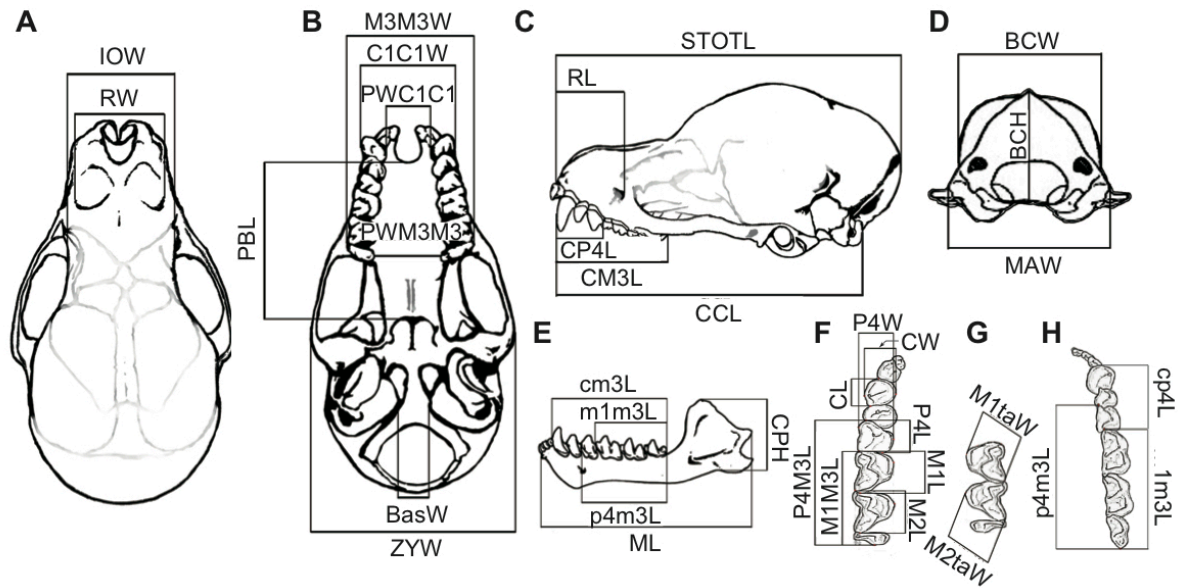 A
IOW
RW
B
M3M3W
C1C1W
PWC1C1
PBL
PWM3M3
BasW
ZYW
C
STOTL
RL
CP4L
CM3L
CCL
D
BCW
BCH
MAW
E
cm3L
m1m3L
CPH
p4m3L
ML
F
P4W
CW
CL
P4L
M1L
M2L
P4M3L
M1M3L
G
M1taW
M2taW
H
cp4L
p4m3L
1m3L